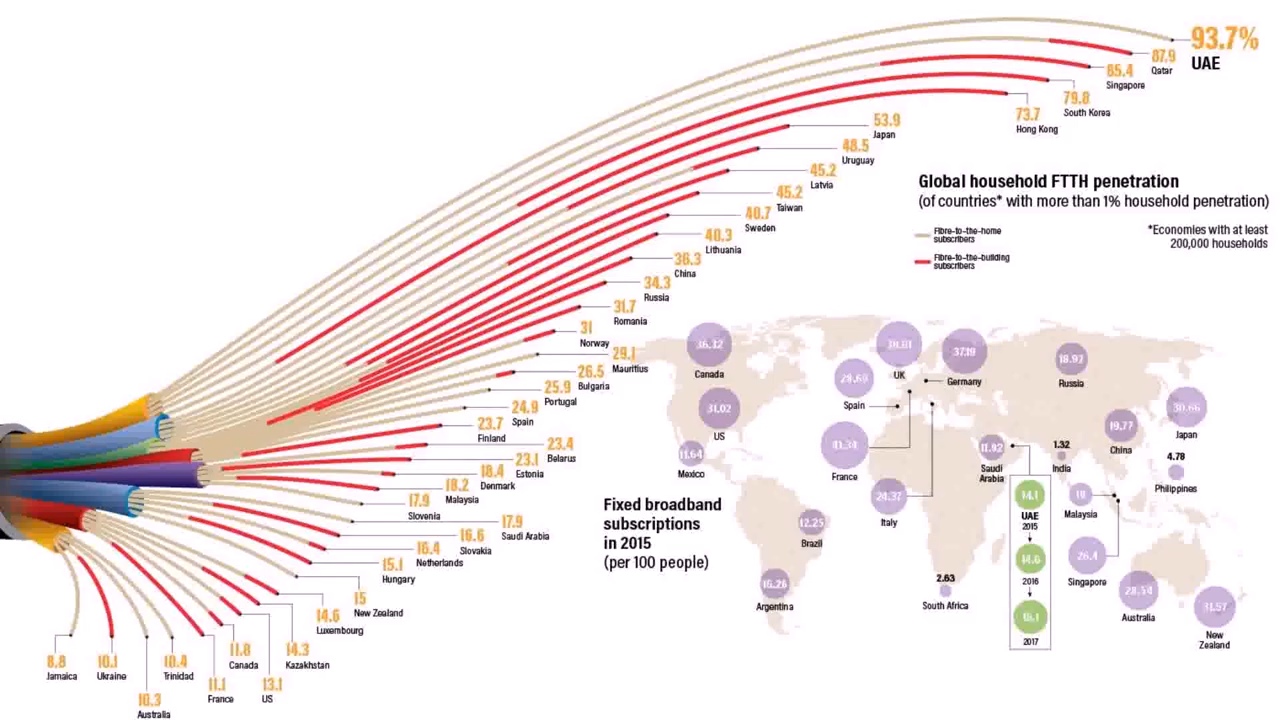 93.7%
UAE
87.9
Qatar
85.4
Singapore
79.8
South Korea
73.7
Hong Kong
53.9
Japan
48.5
Uruguay
45.2
Latvia
45.2
Taiwan
40.7
Sweden
40.3
Lithuania
36.3
China
34.3
Russia
31.7
Romania
31
Norway
29.1
Mauritius
26.5
Bulgaria
25.9
Portugal
24.9
Spain
23.7
Finland
23.4
Belarus
23.1
Estonia
18.4
Denmark
18.2
Malaysia
17.9
Slovenia
17.9
Saudi Arabia
16.6
Slovakia
16.4
Netherlands
15.1
Hungary
15
New Zealand
14.6
Luxembourg
14.3
Kazakhstan
13.1
US
11.8
Canada
11.1
France
10.4
Trinidad
10.3
Australia
10.1
Ukraine
8.8
Jamaica
Global household FTTH penetration
(of countries* with more than 1% household penetration)
Fibre-to-the-home
subscribers
Fibre-to-the-building
subscribers
*Economies with at least
200,000 households
Fixed broadband
subscriptions
in 2015
(per 100 people)
36.32
Canada
31.02
US
11.64
Mexico
12.25
Brazil
16.26
Argentina
UK
37.19
Germany
28.69
Spain
41.34
France
24.37
Italy
18.92
Russia
11.92
Saudi
Arabia
1.32
India
19.77
China
30.66
Japan
4.78
Philippines
10
Malaysia
26.4
Singapore
28.54
Australia
31.57
New
Zealand
2.63
South Africa
14.1
UAE
2015
14.6
2016
15.1
2017